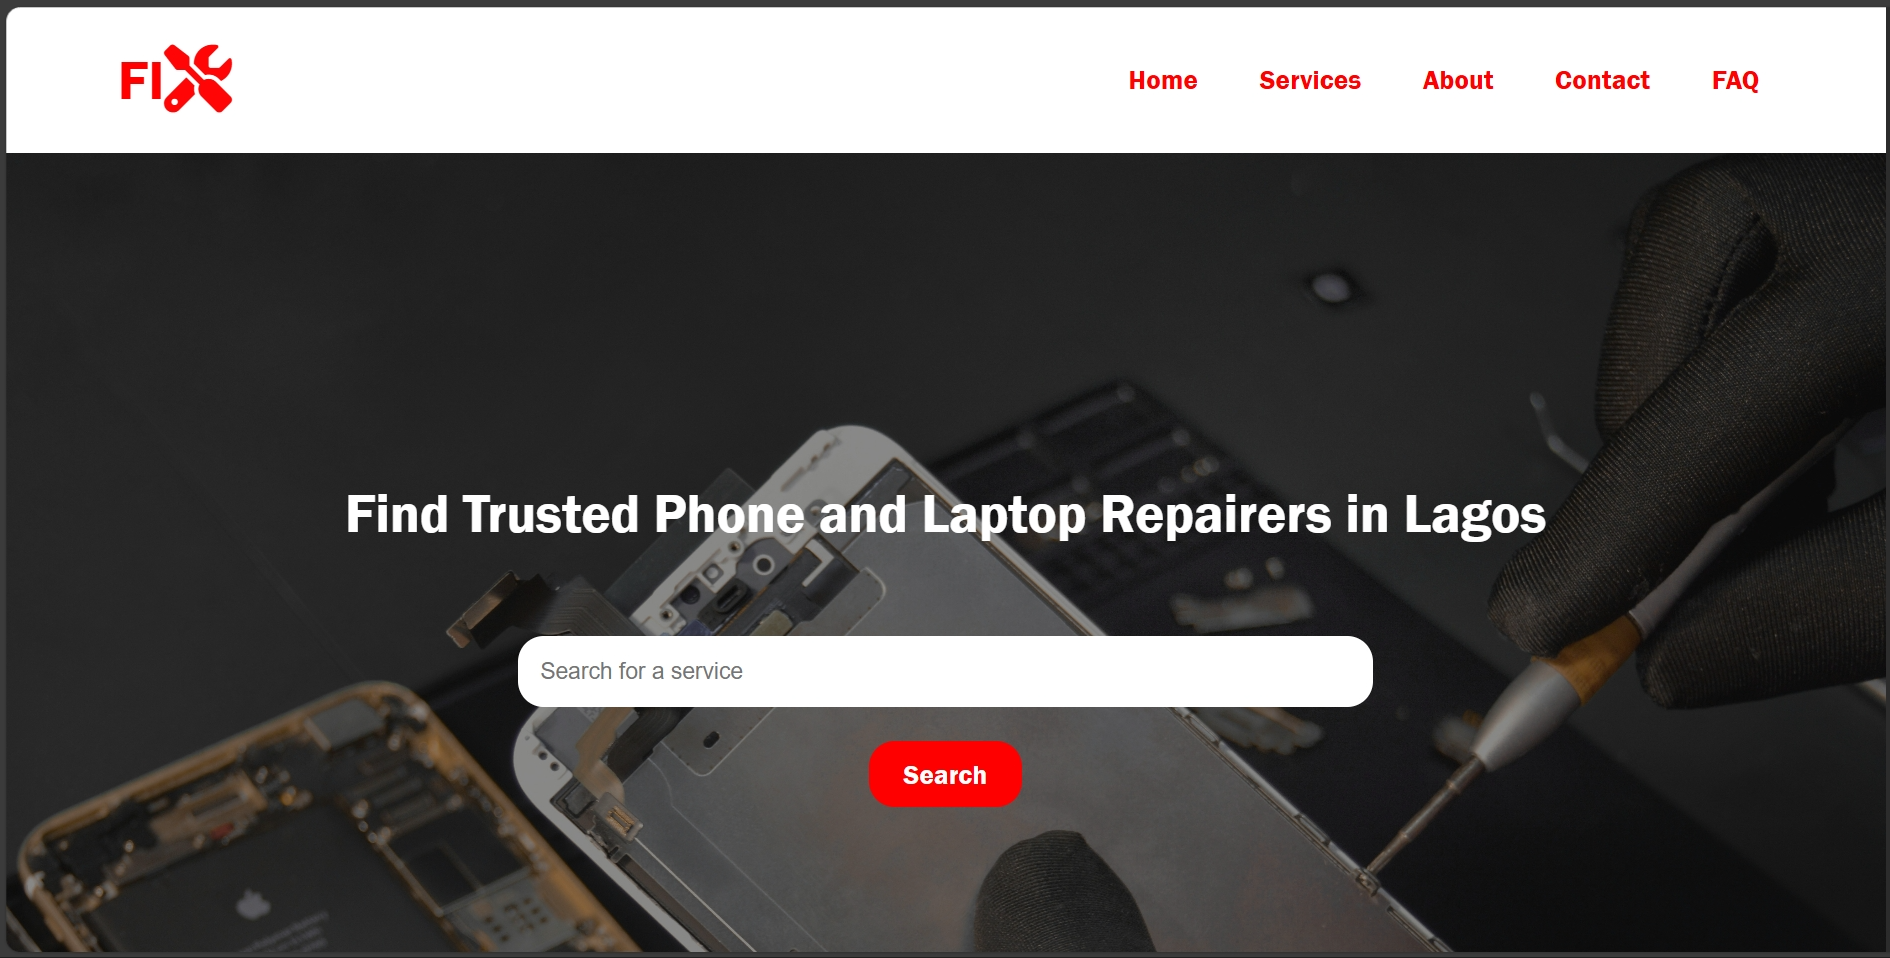 FIX
Home Services About Contact FAQ
Find Trusted Phone and Laptop Repairers in Lagos
Search for a service
Search